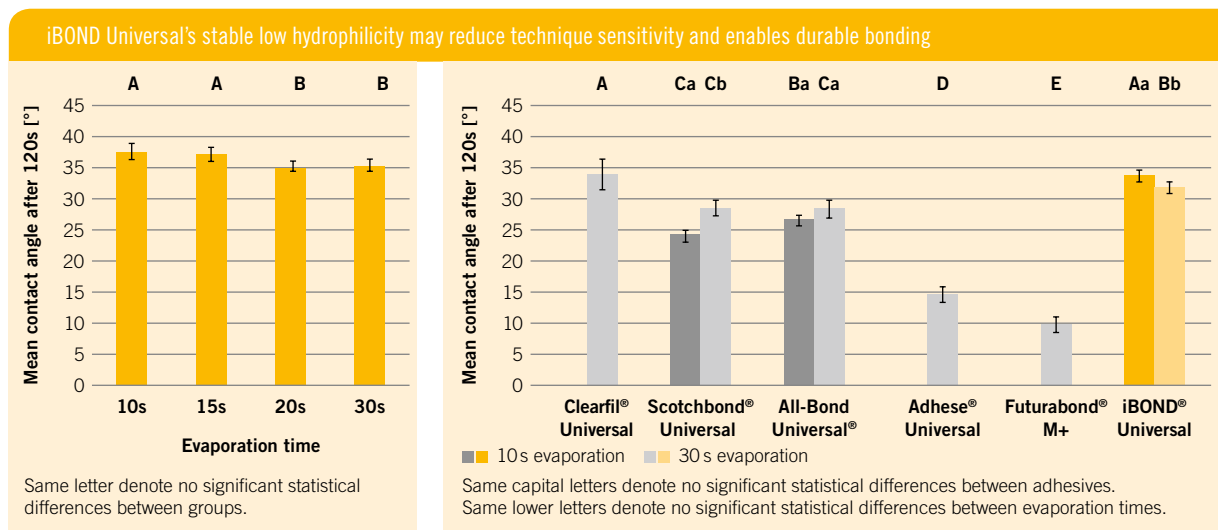 iBOND Universal's stable low hydrophilicity may reduce technique sensitivity and enables durable bonding
A A B B
Mean contact angle after 120s [°]
45
40
35
30
25
20
15
10
5
0
10s 15s 20s 30s
Evaporation time
Same letter denote no significant statistical
differences between groups.
A Ca Cb Ba Ca D E Aa Bb
Mean contact angle after 120s [°]
45
40
35
30
25
20
15
10
5
0
Clearfil® Scotchbond® All-Bond Adhese® Futurabond® iBOND®
Universal Universal Universal® Universal M+ Universal
10 s evaporation 30 s evaporation
Same capital letters denote no significant statistical differences between adhesives.
Same lower letters denote no significant statistical differences between evaporation times.